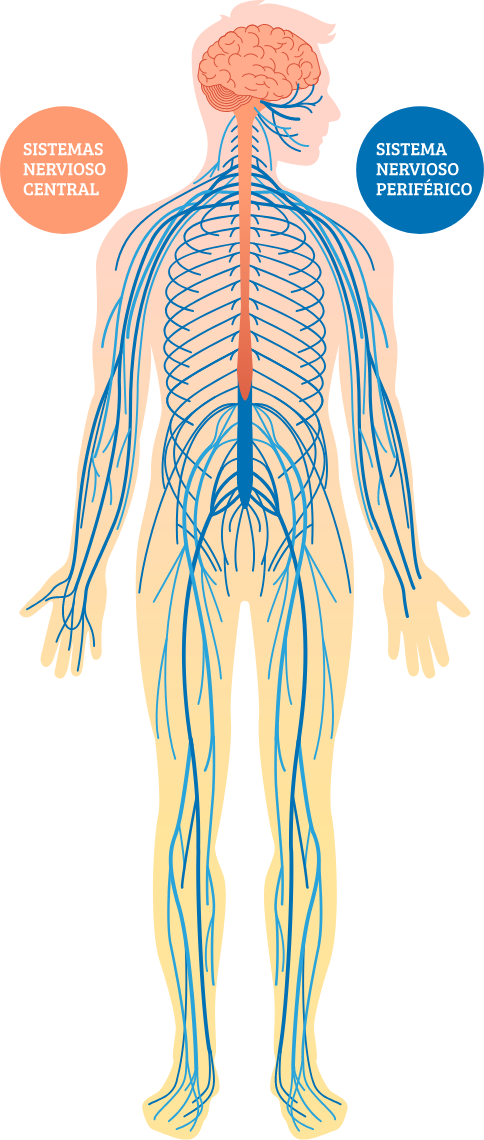 SISTEMAS
NERVIOSO
CENTRAL
SISTEMA
NERVIOSO
PERIFÉRICO